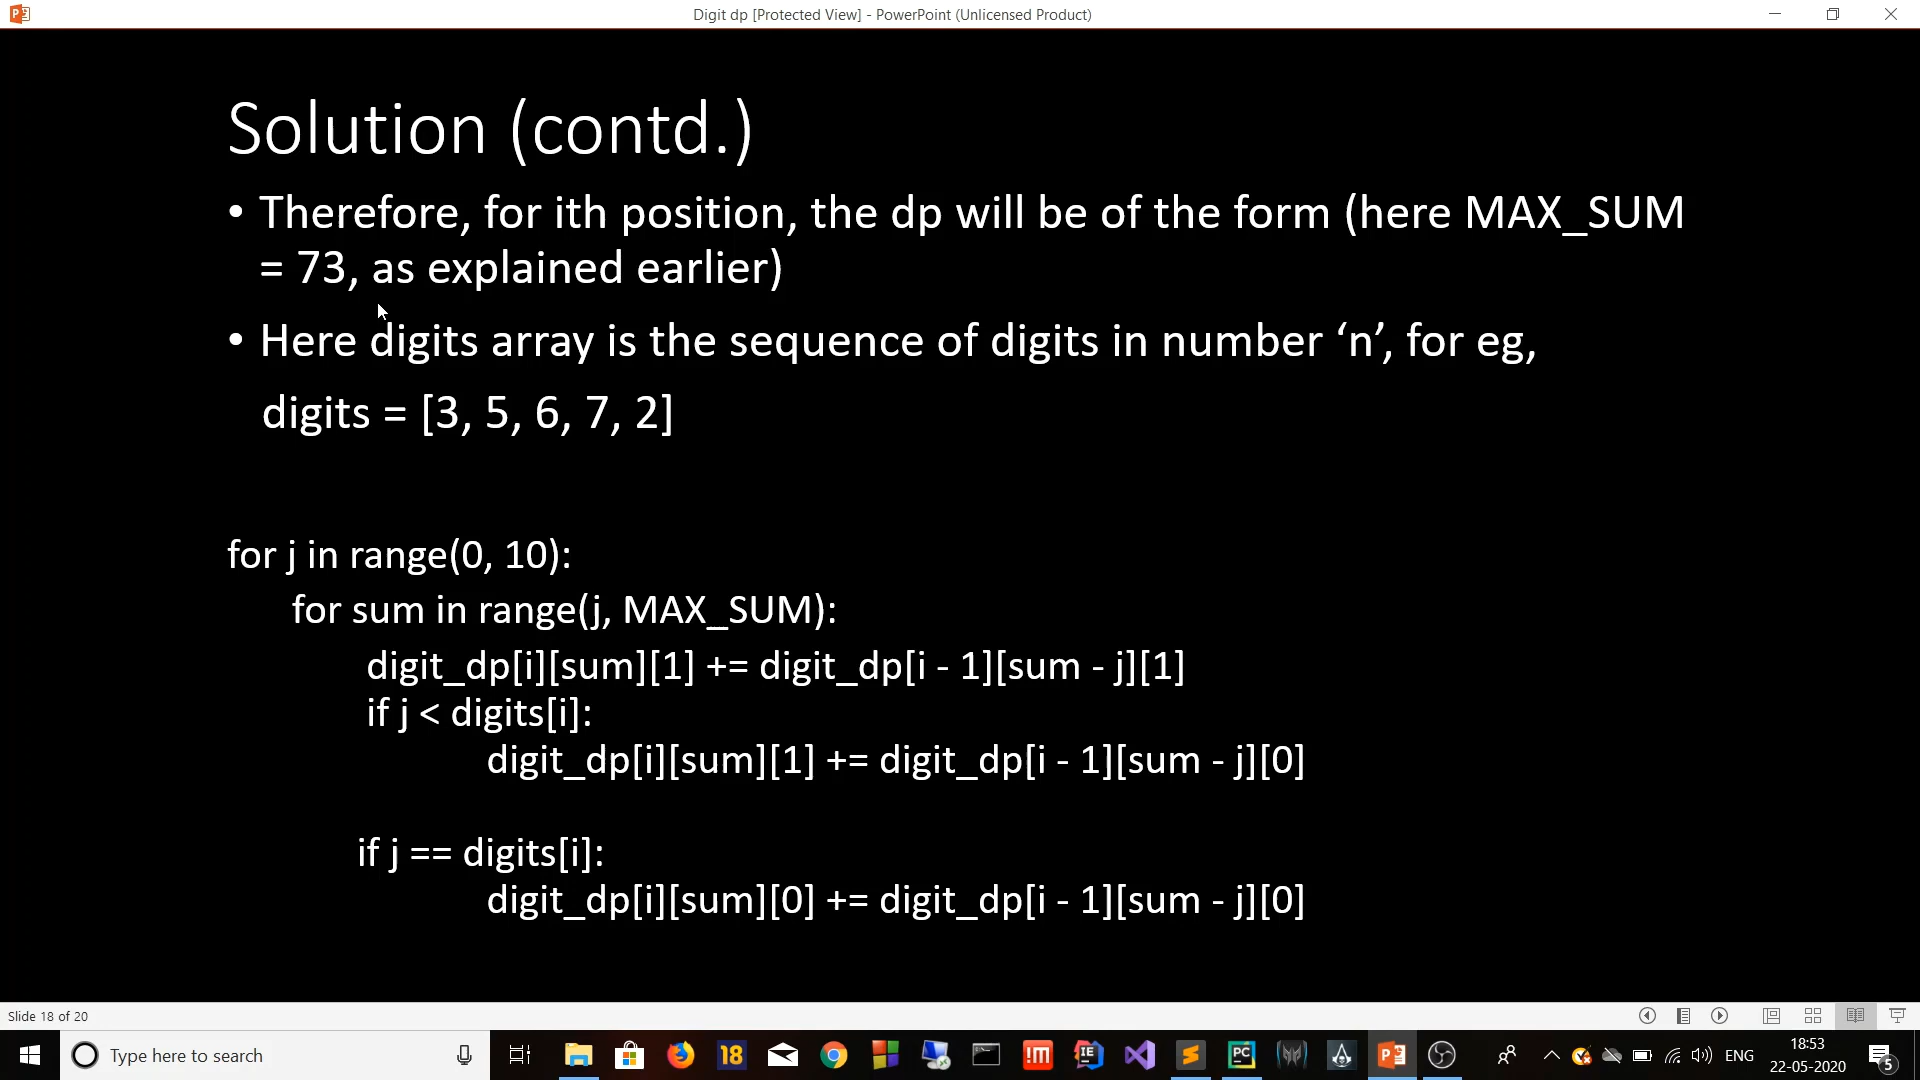 Digit dp [Protected View] - PowerPoint (Unlicensed Product)
Solution (contd.)
• Therefore, for ith position, the dp will be of the form (here MAX_SUM
= 73, as explained earlier)
• Here digits array is the sequence of digits in number ‘n’, for eg,
digits = [3, 5, 6, 7, 2]
for j in range(0, 10):
for sum in range(j, MAX_SUM):
digit_dp[i][sum][1] += digit_dp[i - 1][sum - j][1]
if j < digits[i]:
digit_dp[i][sum][1] += digit_dp[i - 1][sum - j][0]
if j == digits[i]:
digit_dp[i][sum][0] += digit_dp[i - 1][sum - j][0]
Slide 18 of 20
Type here to search
18
!m
IE
PC
ENG
18:53
22-05-2020
5